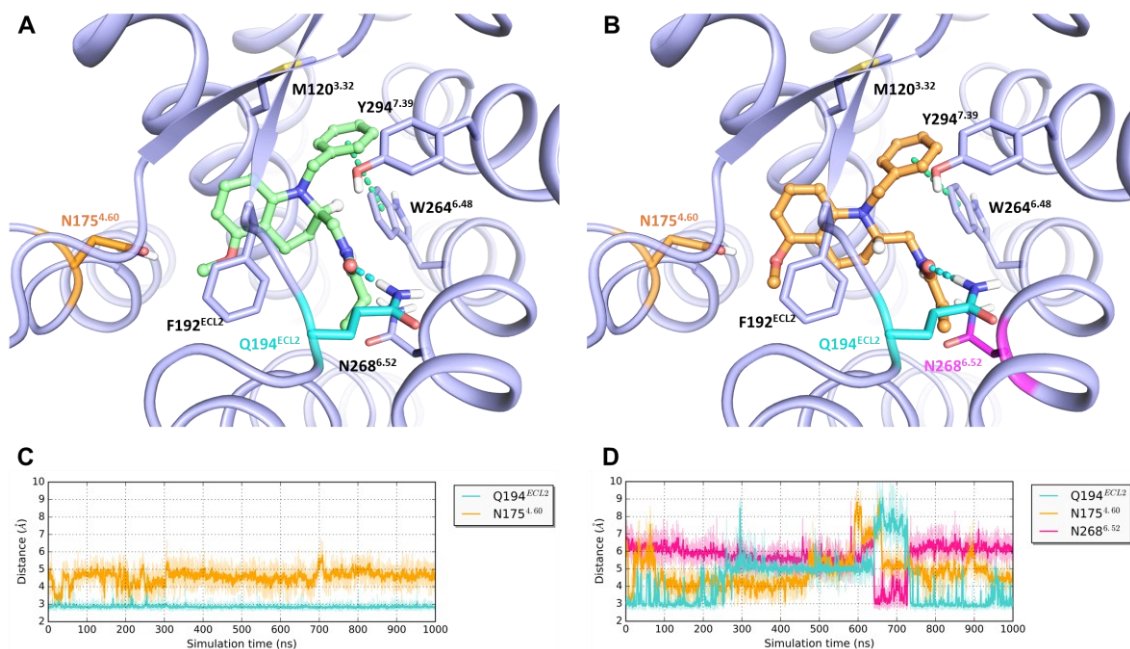 A
M120^3.32
Y294^7.39
N175^4.60
W264^6.48
F192^ECL2
Q194^ECL2
N268^6.52
B
M120^3.32
Y294^7.39
N175^4.60
W264^6.48
F192^ECL2
Q194^ECL2
N268^6.52
C
10
9
8
7
6
5
4
3
2
Distance (Å)
0 100 200 300 400 500 600 700 800 900 1000
Simulation time (ns)
Q194^ECL2
N175^4.60
D
10
9
8
7
6
5
4
3
2
Distance (Å)
0 100 200 300 400 500 600 700 800 900 1000
Simulation time (ns)
Q194^ECL2
N175^4.60
N268^6.52